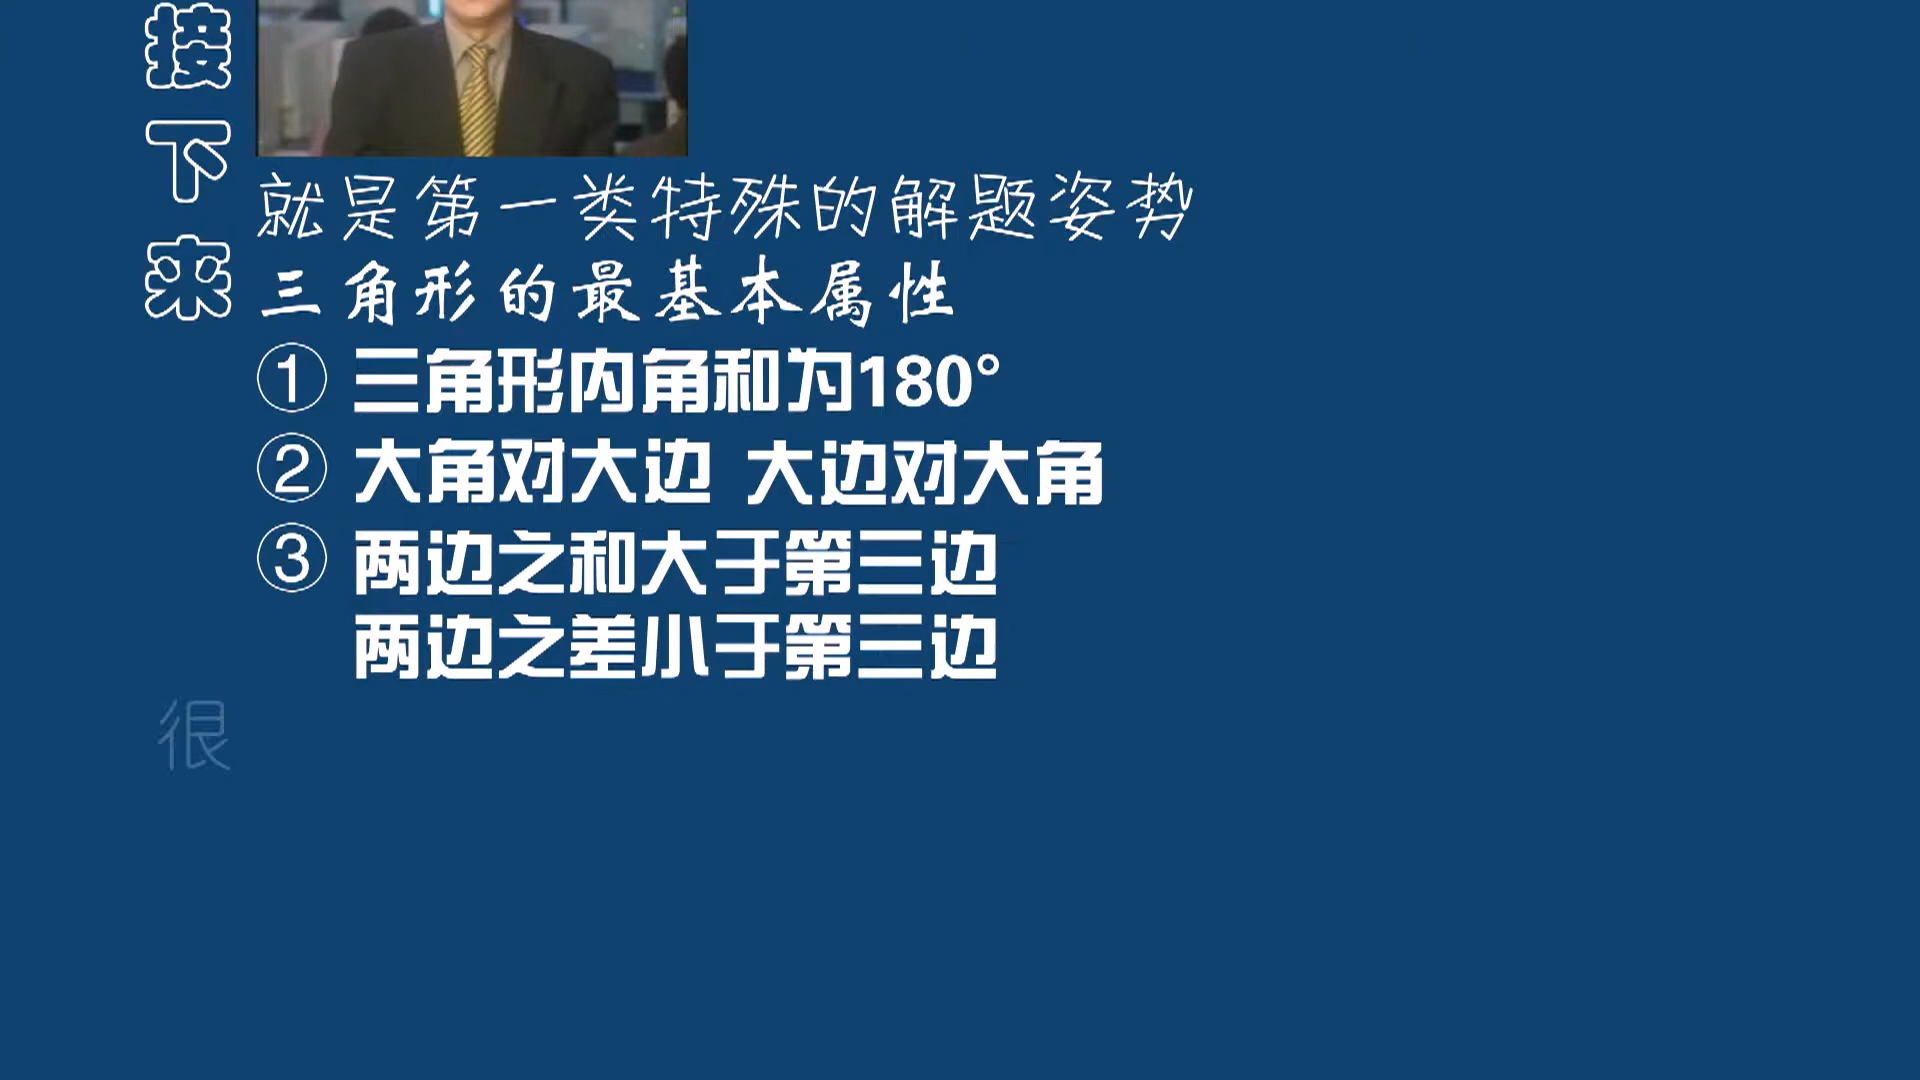 接下来
就是第一类特殊的解题姿势
三角形的最基本属性
① 三角形内角和为180°
② 大角对大边 大边对大角
③ 两边之和大于第三边
两边之差小于第三边
很